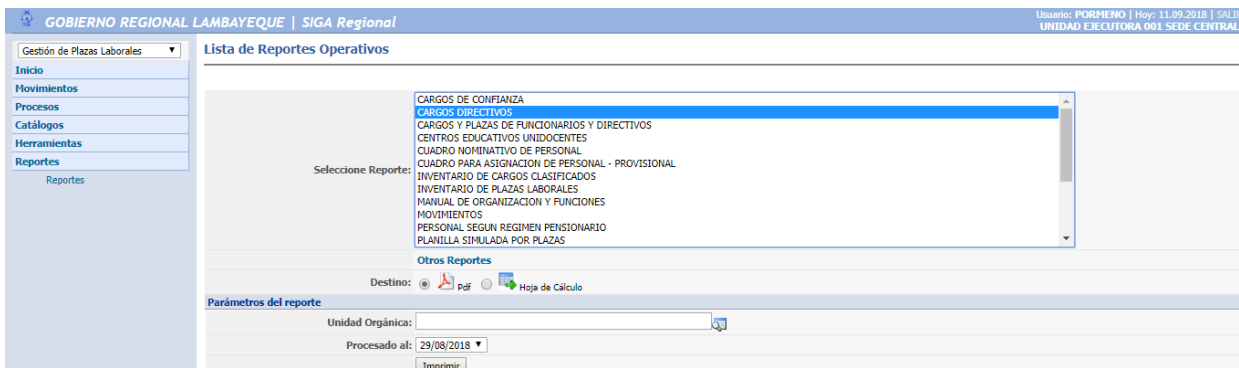 GOBIERNO REGIONAL LAMBAYEQUE | SIGA Regional
Usuario: PORMENO | Hoy: 11.09.2018 | SALIR
UNIDAD EJECUTORA 001 SEDE CENTRAL
Gestión de Plazas Laborales
Inicio
Movimientos
Procesos
Catálogos
Herramientas
Reportes
Reportes
Lista de Reportes Operativos
Seleccione Reporte:
CARGOS DE CONFIANZA
CARGOS DIRECTIVOS
CARGOS Y PLAZAS DE FUNCIONARIOS Y DIRECTIVOS
CENTROS EDUCATIVOS UNIDOCENTES
CUADRO NOMINATIVO DE PERSONAL
CUADRO PARA ASIGNACION DE PERSONAL - PROVISIONAL
INVENTARIO DE CARGOS CLASIFICADOS
INVENTARIO DE PLAZAS LABORALES
MANUAL DE ORGANIZACION Y FUNCIONES
MOVIMIENTOS
PERSONAL SEGUN REGIMEN PENSIONARIO
PLANILLA SIMULADA POR PLAZAS
Otros Reportes
Destino: Pdf Hoja de Cálculo
Parámetros del reporte
Unidad Orgánica:
Procesado al: 29/08/2018
Imprimir